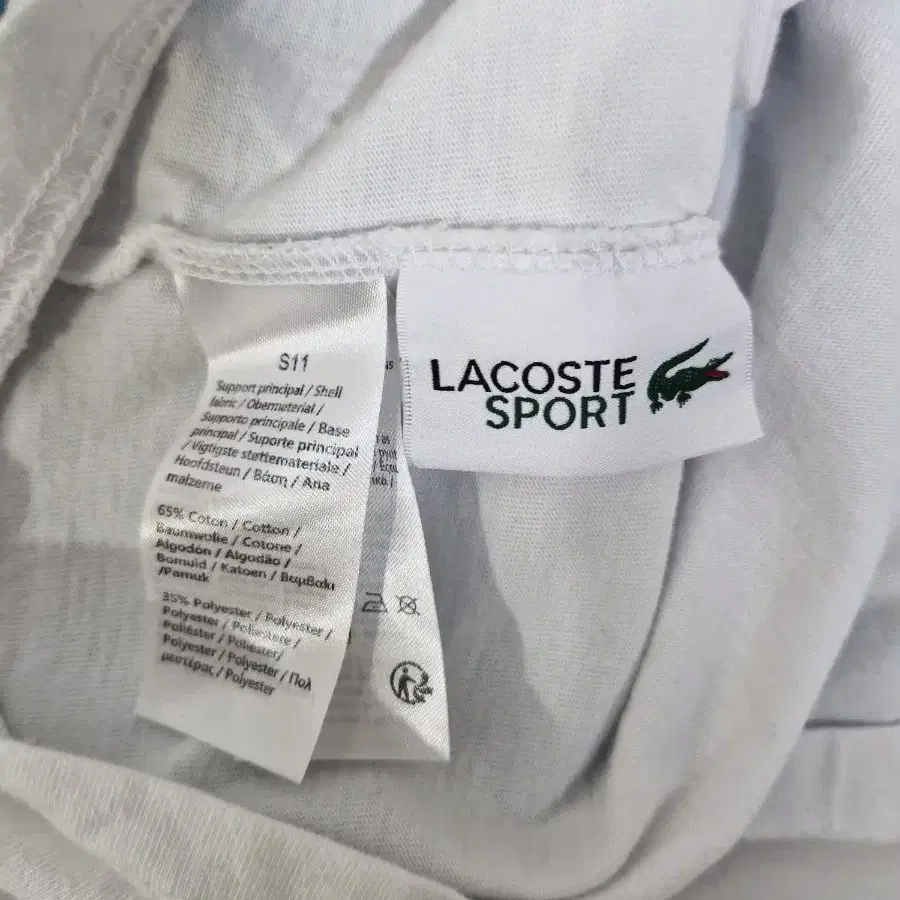 S11
Support principal / Shell
fabric / Obermaterial /
Supporto principale / Base
principal / Suporte principal
/ Vigtigste støttemateriale /
Hoofdsteun / Βάση / Ana
malzeme
65% Coton / Cotton /
Baumwolle / Cotone /
Algodón / Algodão /
Bomuld / Katoen / Βαμβάκι
/Pamuk
35% Polyester / Polyester /
Polyester / Poliestere /
Poliéster / Poliéster/
Polyester / Polyester / Πολ
υεστέρας / Polyester
LACOSTE
SPORT